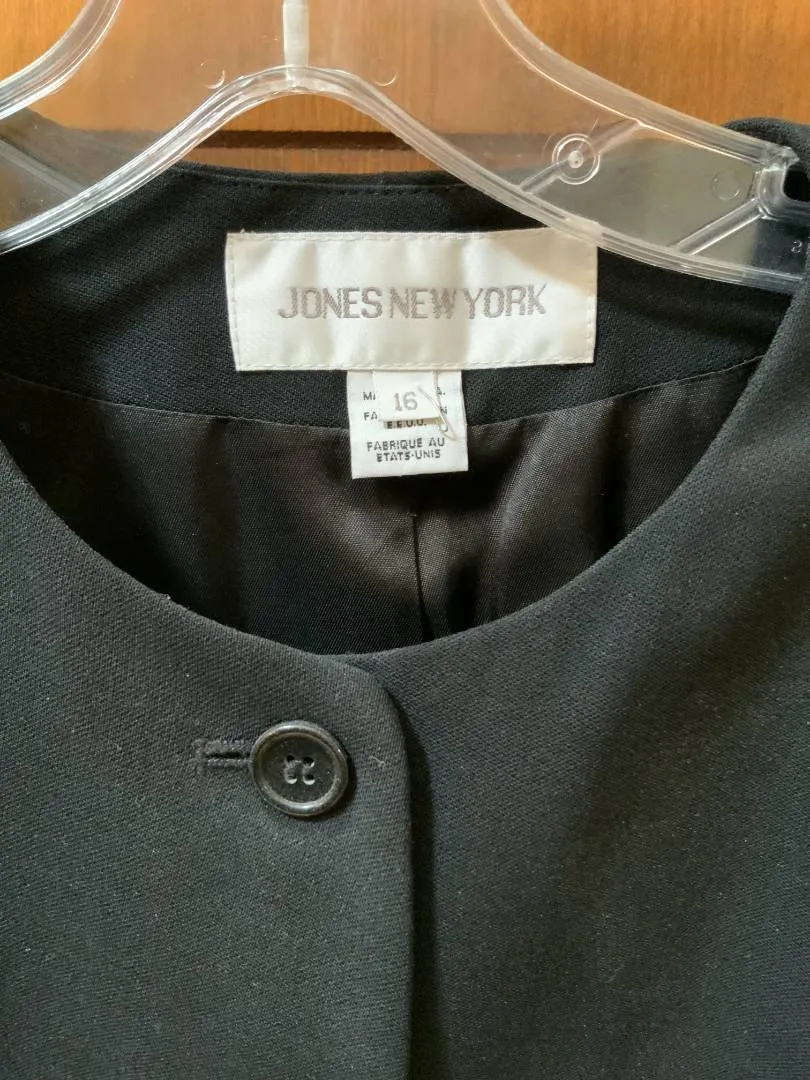 JONES NEW YORK
16
E.E.U.U.
FABRIQUE AU
ETATS-UNIS